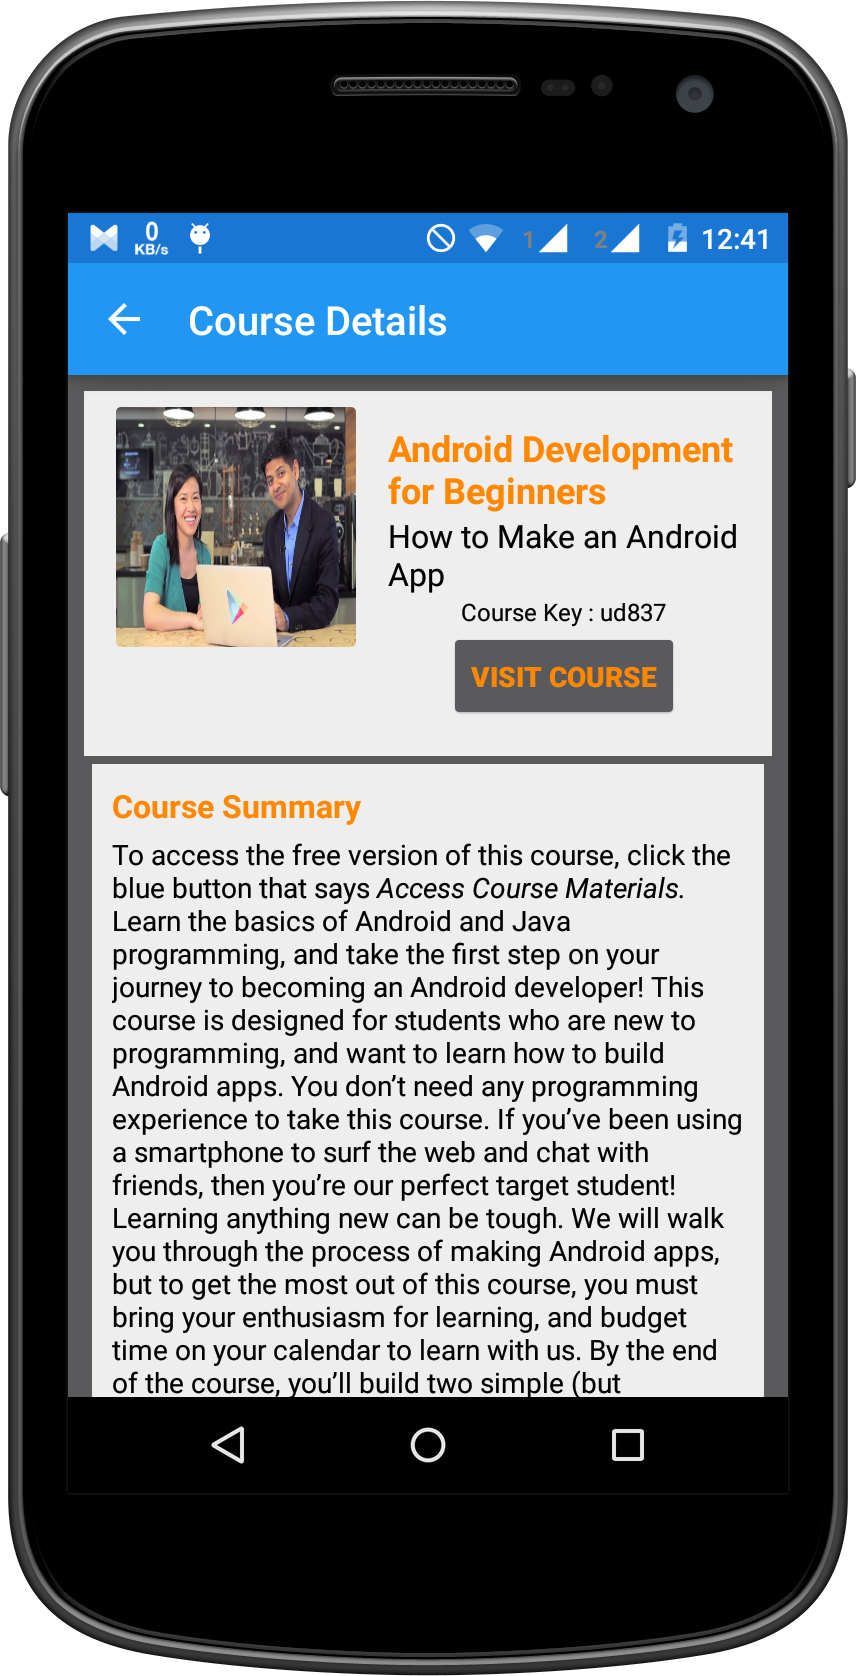 0
KB/s
1
2
12:41
Course Details
Android Development
for Beginners
How to Make an Android
App
Course Key : ud837
VISIT COURSE
Course Summary
To access the free version of this course, click the
blue button that says Access Course Materials.
Learn the basics of Android and Java
programming, and take the first step on your
journey to becoming an Android developer! This
course is designed for students who are new to
programming, and want to learn how to build
Android apps. You don’t need any programming
experience to take this course. If you’ve been using
a smartphone to surf the web and chat with
friends, then you’re our perfect target student!
Learning anything new can be tough. We will walk
you through the process of making Android apps,
but to get the most out of this course, you must
bring your enthusiasm for learning, and budget
time on your calendar to learn with us. By the end
of the course, you’ll build two simple (but